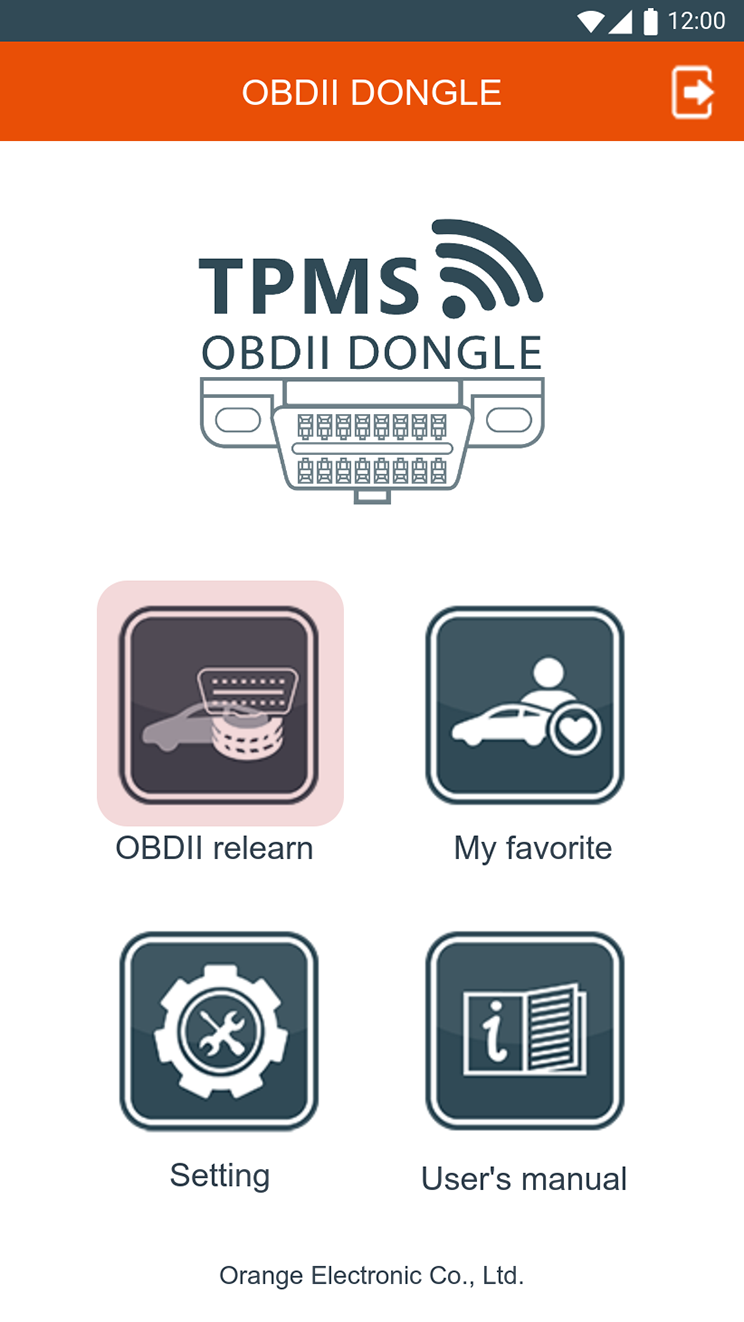 12:00
OBDII DONGLE
TPMS
OBDII DONGLE
OBDII relearn
My favorite
i
Setting
User's manual
Orange Electronic Co., Ltd.